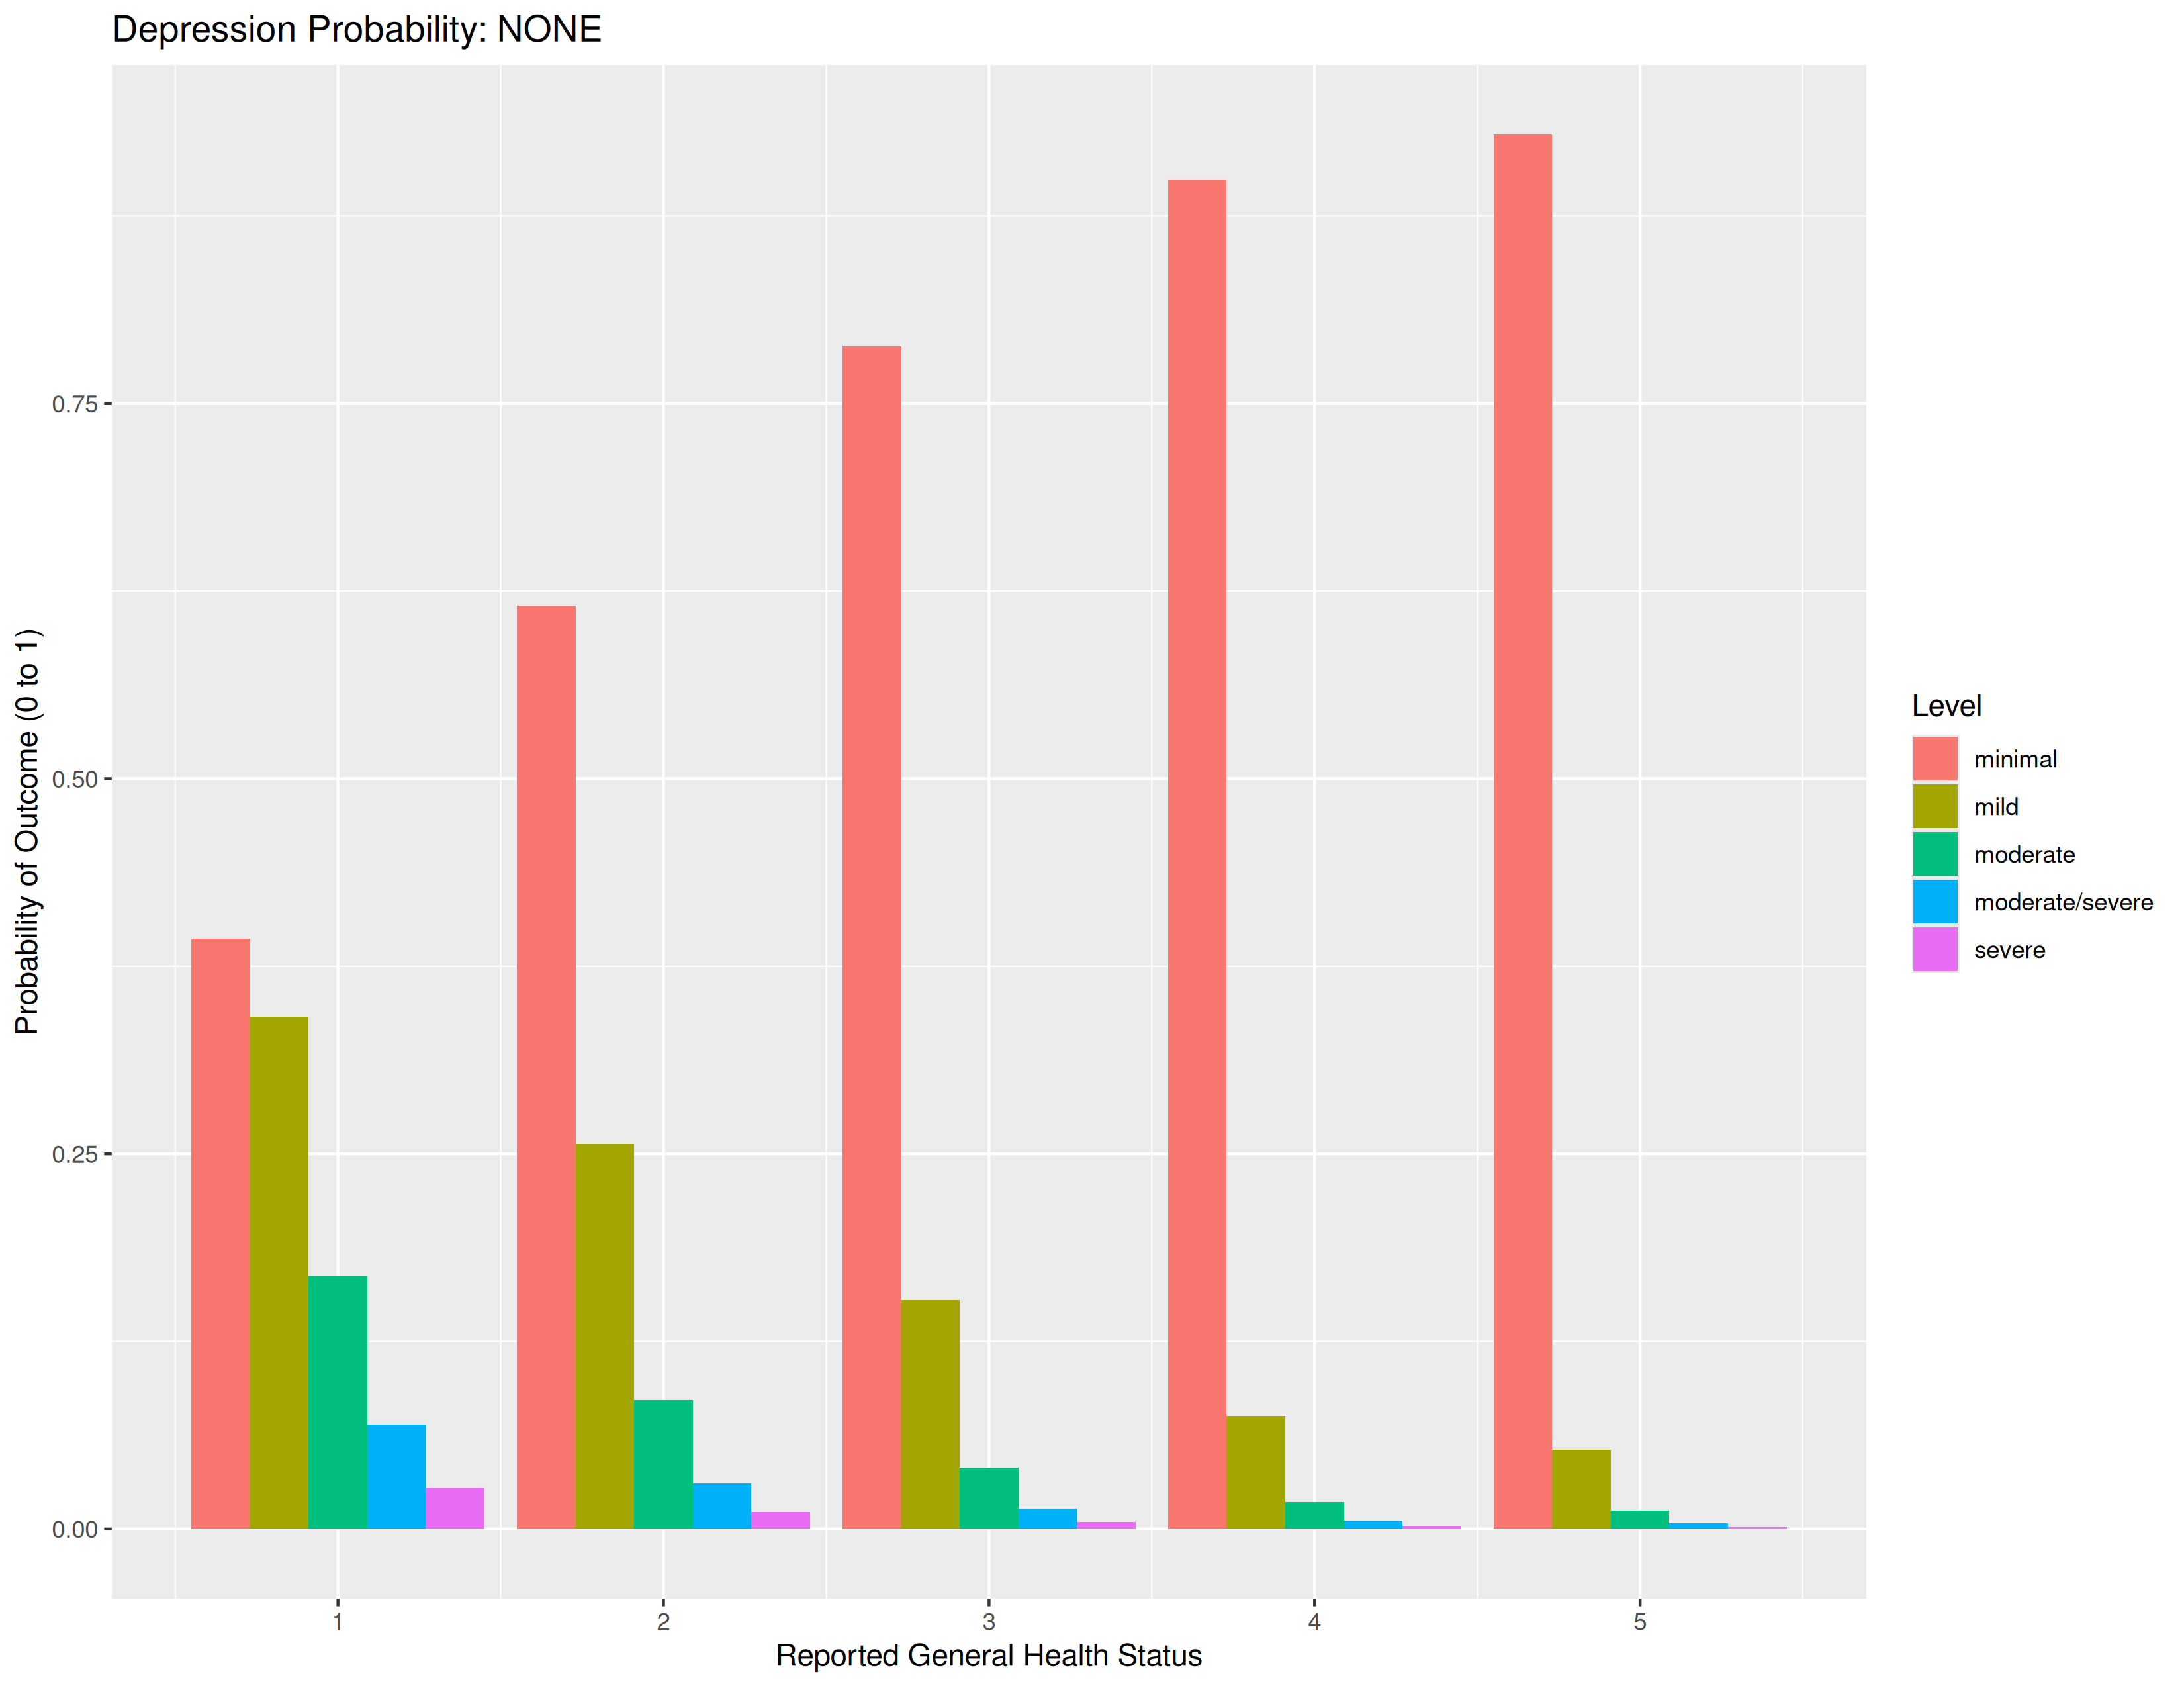 Depression Probability: NONE
Probability of Outcome (0 to 1)
0.75
0.50
0.25
0.00
1 2 3 4 5
Reported General Health Status
Level
minimal
mild
moderate
moderate/severe
severe